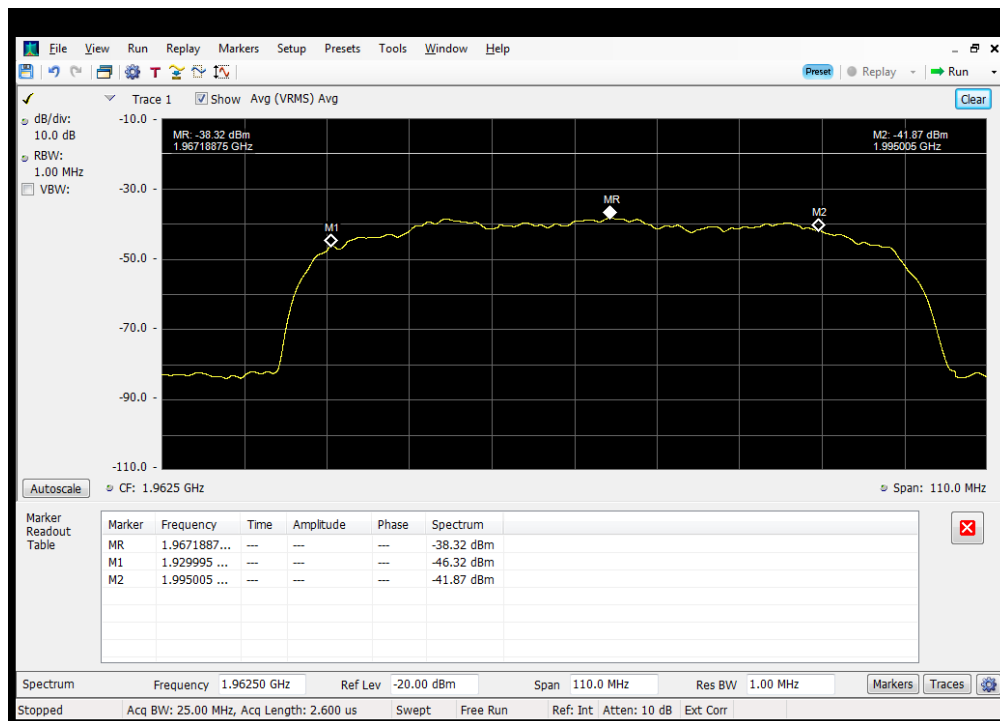 File View Run Replay Markers Setup Presets Tools Window Help
T Preset Replay Run
Trace 1 Show Avg (VRMS) Avg Clear
dB/div:
10.0 dB
RBW:
1.00 MHz
VBW:
-10.0 -
-30.0 -
-50.0 -
-70.0 -
-90.0 -
-110.0 -
MR: -38.32 dBm
1.96718875 GHz
M2: -41.87 dBm
1.995005 GHz
M1
MR
M2
Autoscale CF: 1.9625 GHz Span: 110.0 MHz
Marker
Readout
Table
Marker Frequency Time Amplitude Phase Spectrum
MR 1.9671887... --- --- --- -38.32 dBm
M1 1.929995 ... --- --- --- -46.32 dBm
M2 1.995005 ... --- --- --- -41.87 dBm
Spectrum Frequency 1.96250 GHz Ref Lev -20.00 dBm Span 110.0 MHz Res BW 1.00 MHz Markers Traces
Stopped Acq BW: 25.00 MHz, Acq Length: 2.600 us Swept Free Run Ref: Int Atten: 10 dB Ext Corr